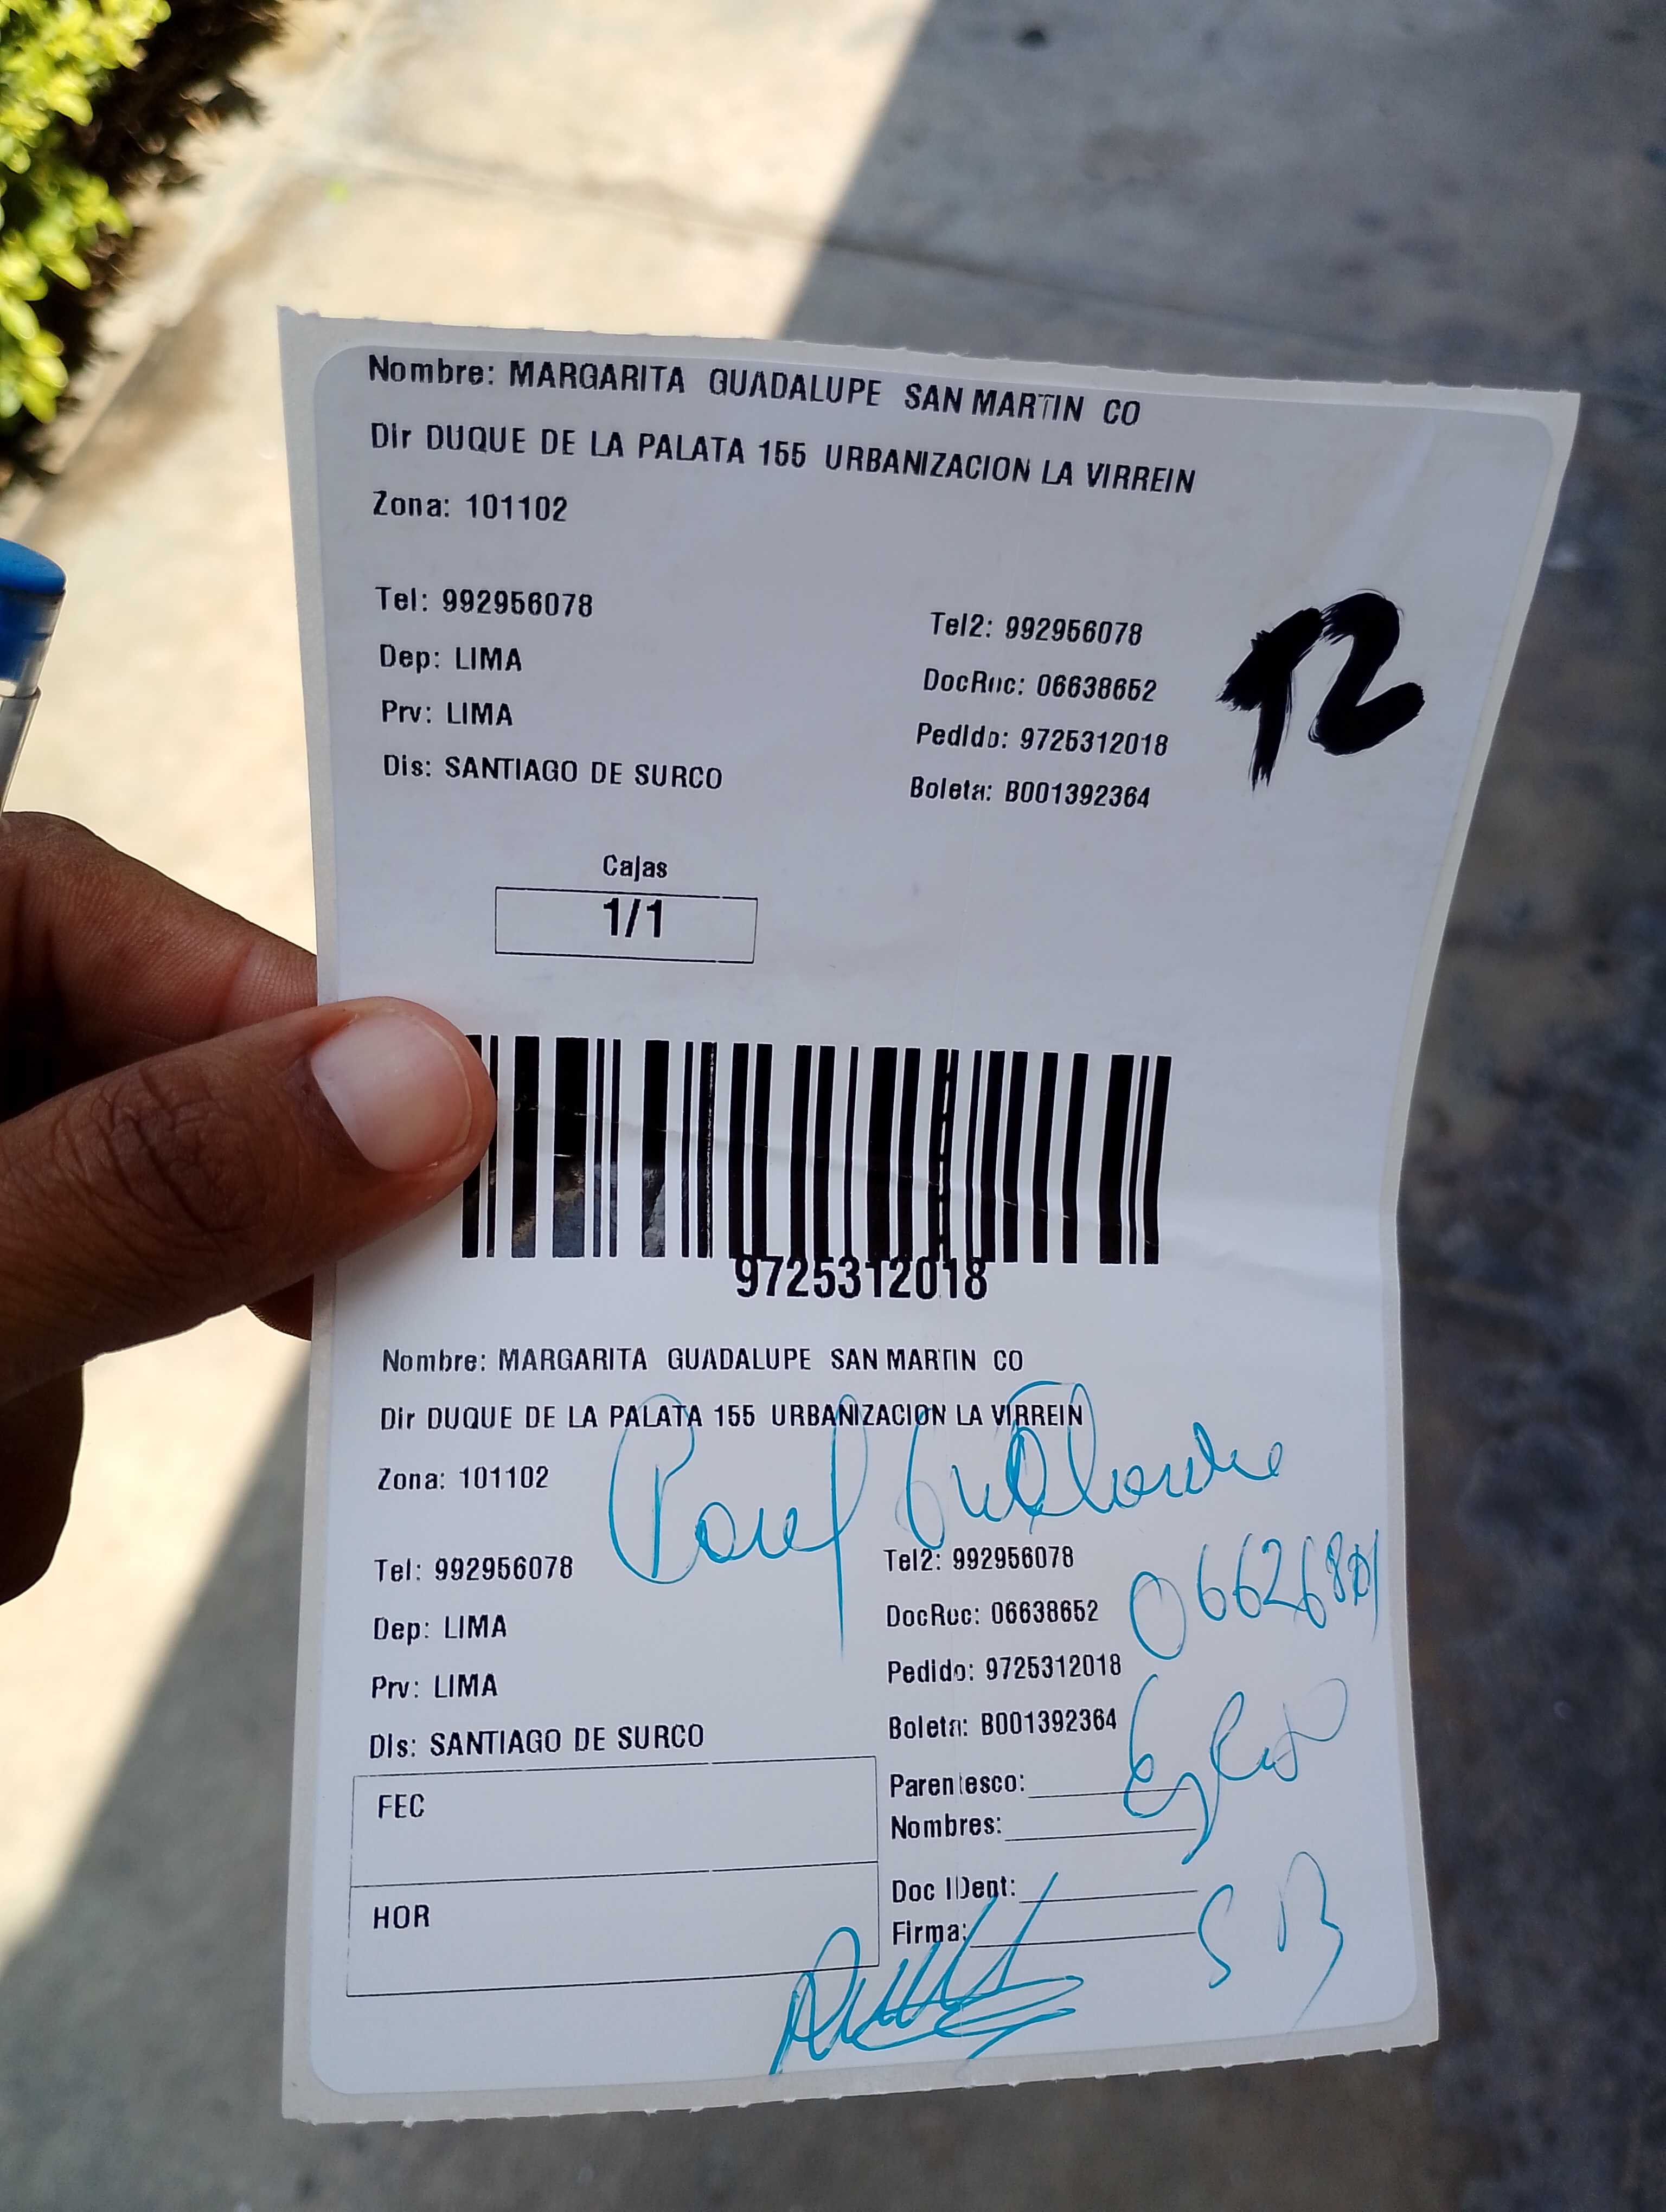 Nombre: MARGARITA GUADALUPE SAN MARTIN CO
Dir DUQUE DE LA PALATA 155 URBANIZACION LA VIRREIN
Zona: 101102
Tel: 992956078
Tel2: 992956078
Dep: LIMA
DocRuc: 06638652
Prv: LIMA
Pedido: 9725312018
Dis: SANTIAGO DE SURCO
Boleta: B001392364
12
Cajas
1/1
9725312018
Nombre: MARGARITA GUADALUPE SAN MARTIN CO
Dir DUQUE DE LA PALATA 155 URBANIZACION LA VIRREIN
Zona: 101102
Tel: 992956078
Tel2: 992956078
Dep: LIMA
DocRuc: 06638652
Prv: LIMA
Pedido: 9725312018
Dis: SANTIAGO DE SURCO
Boleta: B001392364
FEC
Parentesco:
Nombres:
HOR
Doc IDent:
Firma: